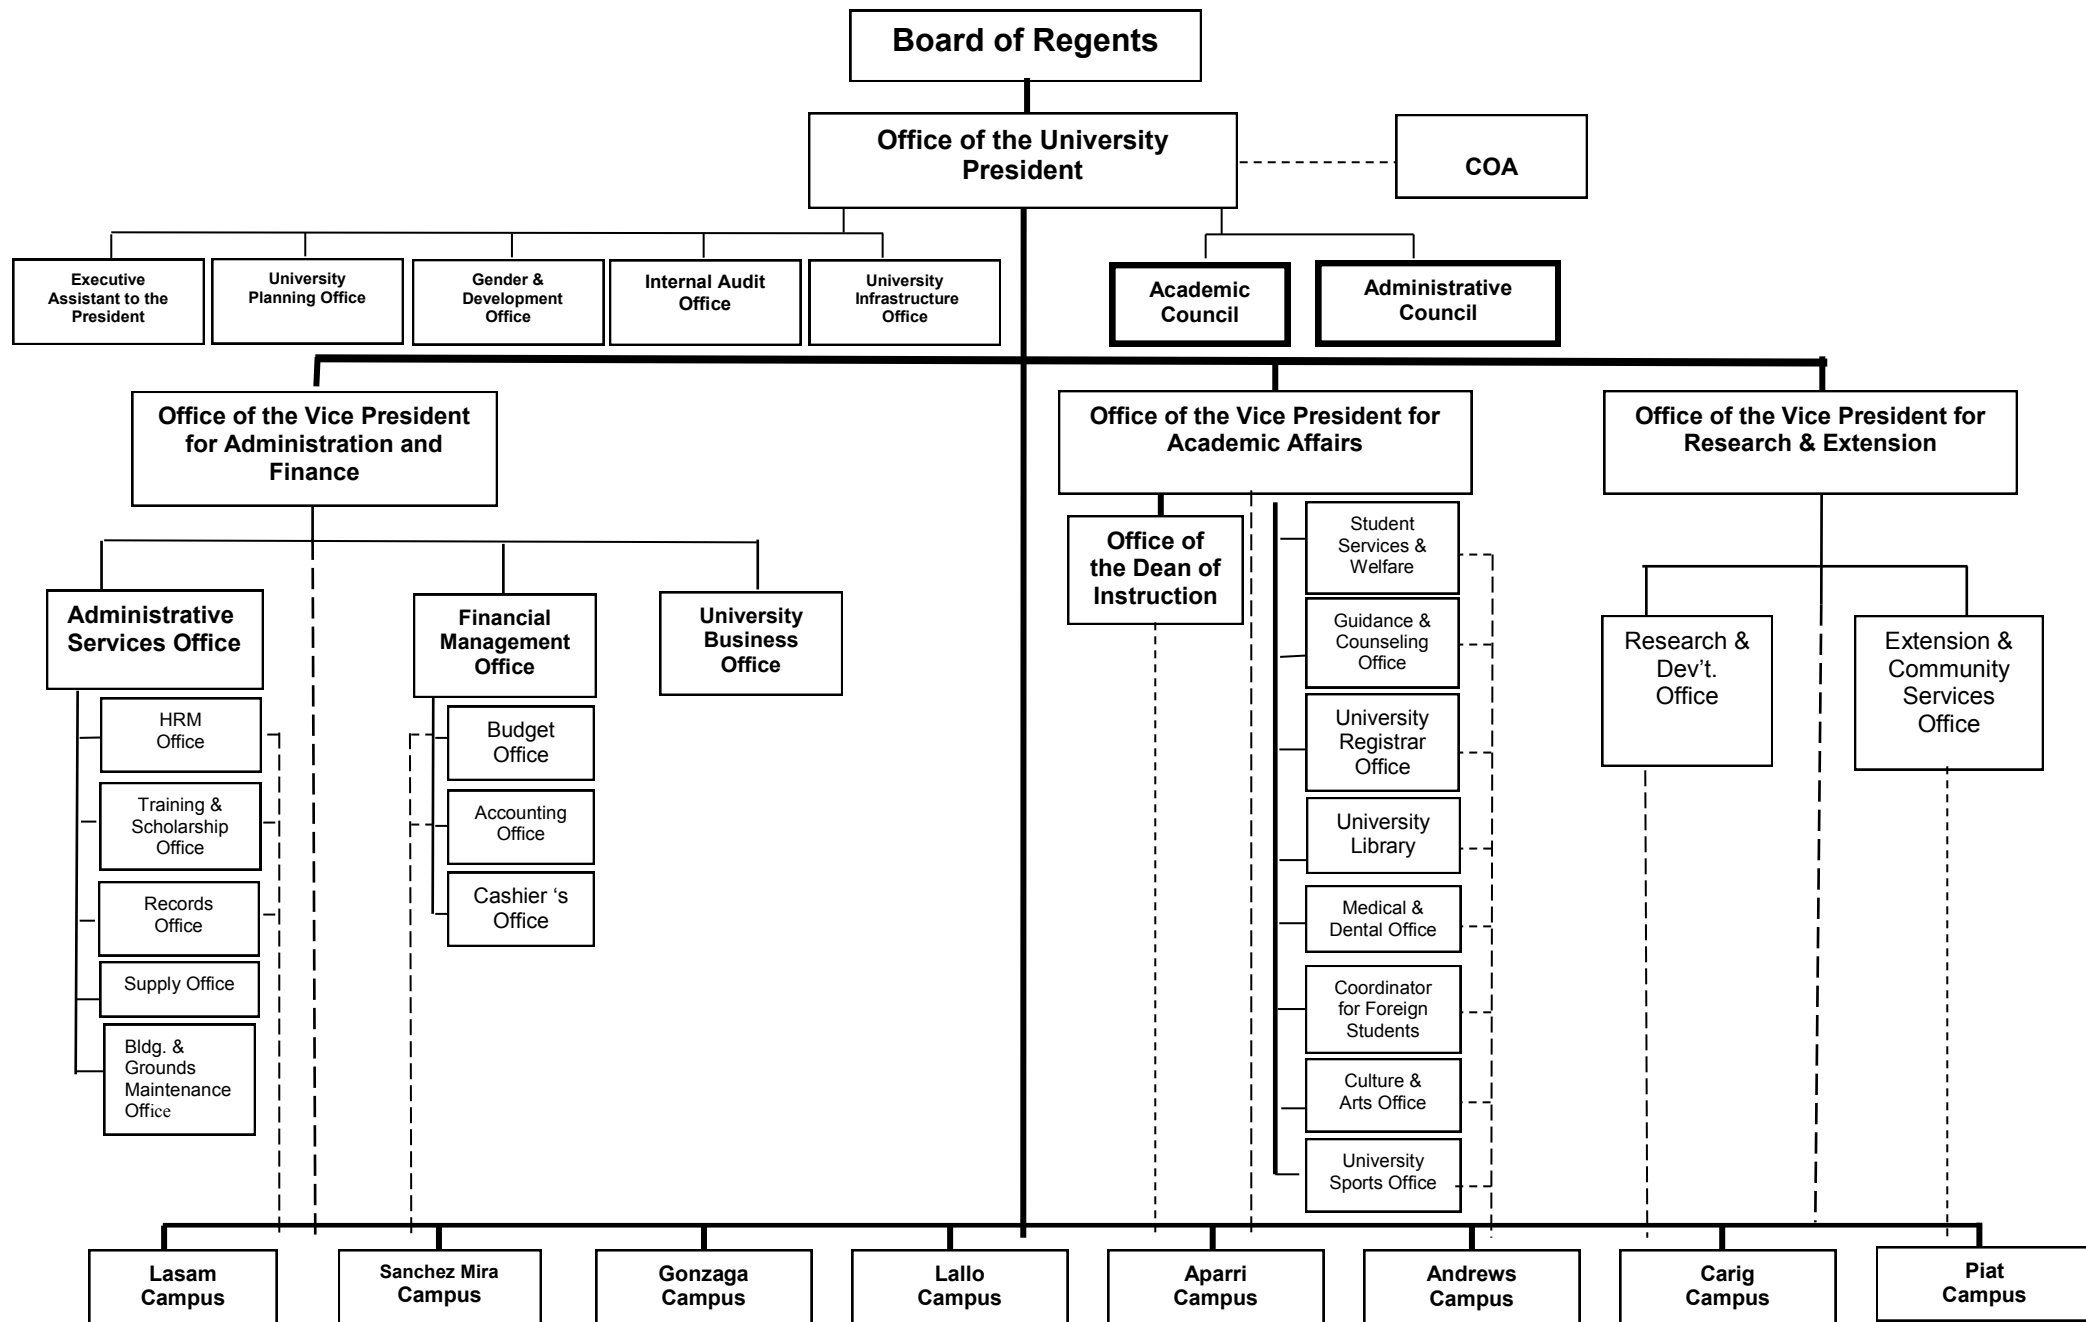 Board of Regents
Office of the University
President
COA
Executive
Assistant to the
President
University
Planning Office
Gender &
Development
Office
Internal Audit
Office
University
Infrastructure
Office
Academic
Council
Administrative
Council
Office of the Vice President
for Administration and
Finance
Office of the Vice President for
Academic Affairs
Office of the Vice President for
Research & Extension
Administrative
Services Office
Financial
Management
Office
University
Business
Office
HRM
Office
Training &
Scholarship
Office
Records
Office
Supply Office
Bldg. &
Grounds
Maintenance
Office
Budget
Office
Accounting
Office
Cashier ‘s
Office
Office of
the Dean of
Instruction
Student
Services &
Welfare
Guidance &
Counseling
Office
University
Registrar
Office
University
Library
Medical &
Dental Office
Coordinator
for Foreign
Students
Culture &
Arts Office
University
Sports Office
Research &
Dev’t.
Office
Extension &
Community
Services
Office
Lasam
Campus
Sanchez Mira
Campus
Gonzaga
Campus
Lallo
Campus
Aparri
Campus
Andrews
Campus
Carig
Campus
Piat
Campus